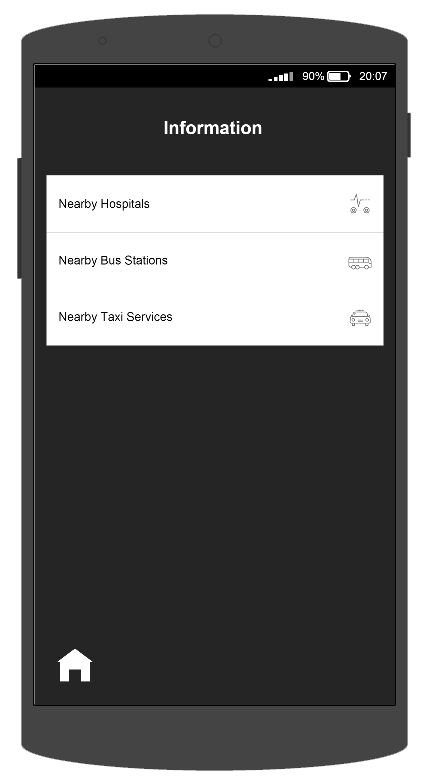 90% 20:07
Information
Nearby Hospitals
Nearby Bus Stations
Nearby Taxi Services